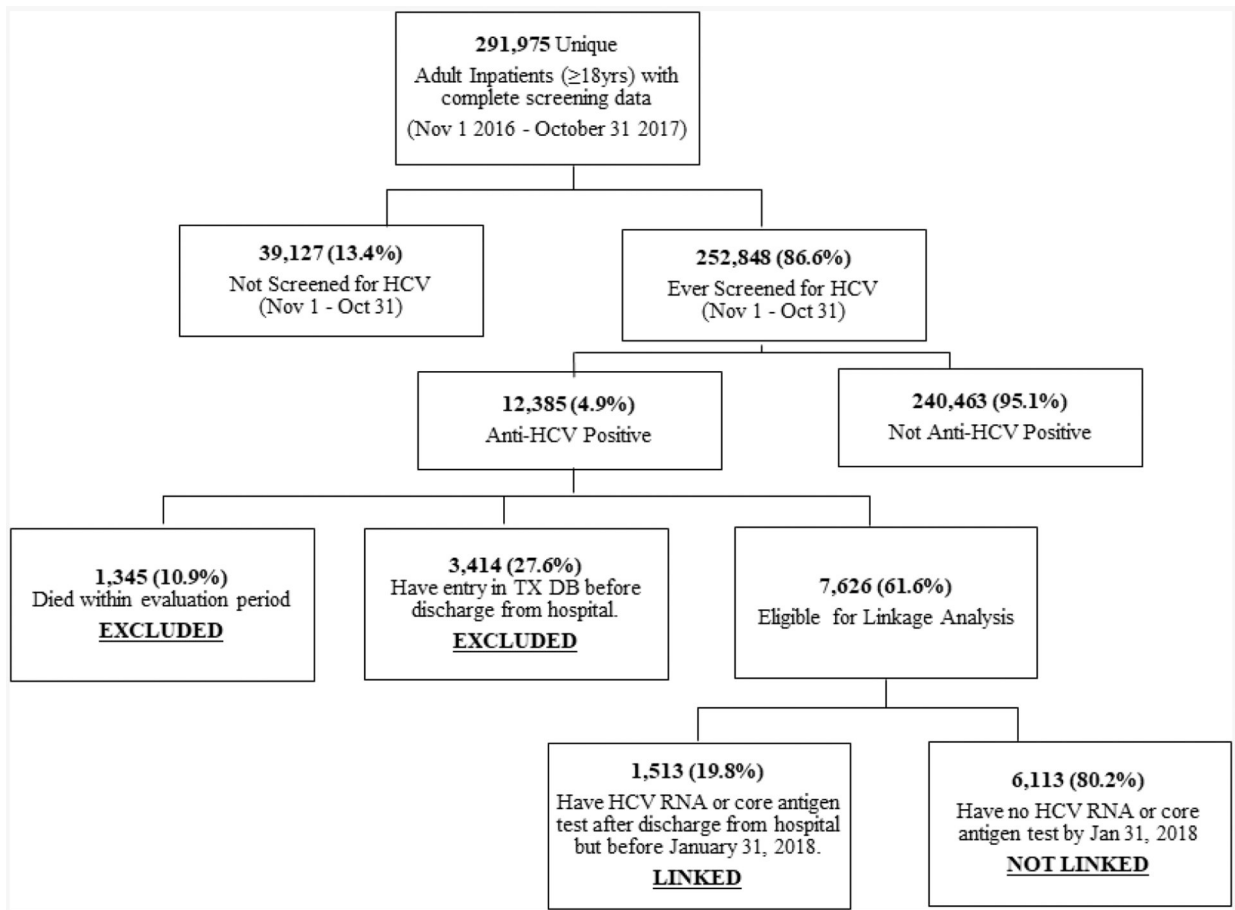 291,975 Unique
Adult Inpatients (≥18yrs) with
complete screening data
(Nov 1 2016 - October 31 2017)
39,127 (13.4%)
Not Screened for HCV
(Nov 1 - Oct 31)
252,848 (86.6%)
Ever Screened for HCV
(Nov 1 - Oct 31)
12,385 (4.9%)
Anti-HCV Positive
240,463 (95.1%)
Not Anti-HCV Positive
1,345 (10.9%)
Died within evaluation period
EXCLUDED
3,414 (27.6%)
Have entry in TX DB before
discharge from hospital.
EXCLUDED
7,626 (61.6%)
Eligible for Linkage Analysis
1,513 (19.8%)
Have HCV RNA or core antigen
test after discharge from hospital
but before January 31, 2018.
LINKED
6,113 (80.2%)
Have no HCV RNA or core
antigen test by Jan 31, 2018
NOT LINKED